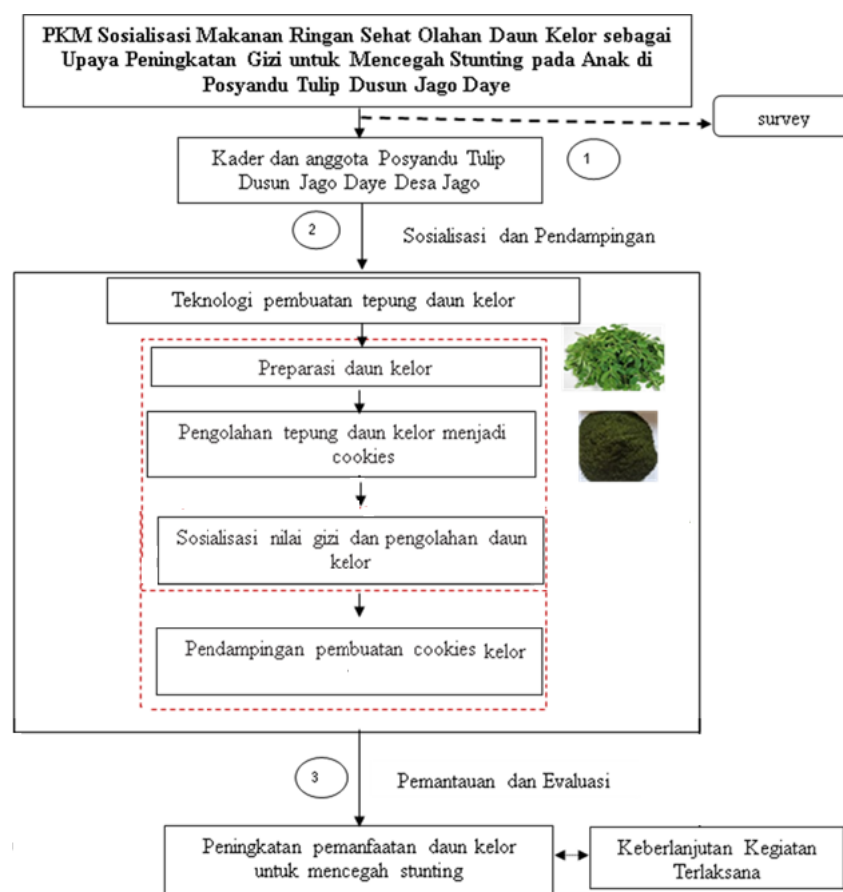 PKM Sosialisasi Makanan Ringan Sehat Olahan Daun Kelor sebagai
Upaya Peningkatan Gizi untuk Mencegah Stunting pada Anak di
Posyandu Tulip Dusun Jago Daye
survey
Kader dan anggota Posyandu Tulip
Dusun Jago Daye Desa Jago
1
2
Sosialisasi dan Pendampingan
Teknologi pembuatan tepung daun kelor
Preparasi daun kelor
Pengolahan tepung daun kelor menjadi
cookies
Sosialisasi nilai gizi dan pengolahan daun
kelor
Pendampingan pembuatan cookies kelor
3
Pemantauan dan Evaluasi
Peningkatan pemanfaatan daun kelor
untuk mencegah stunting
Keberlanjutan Kegiatan
Terlaksana